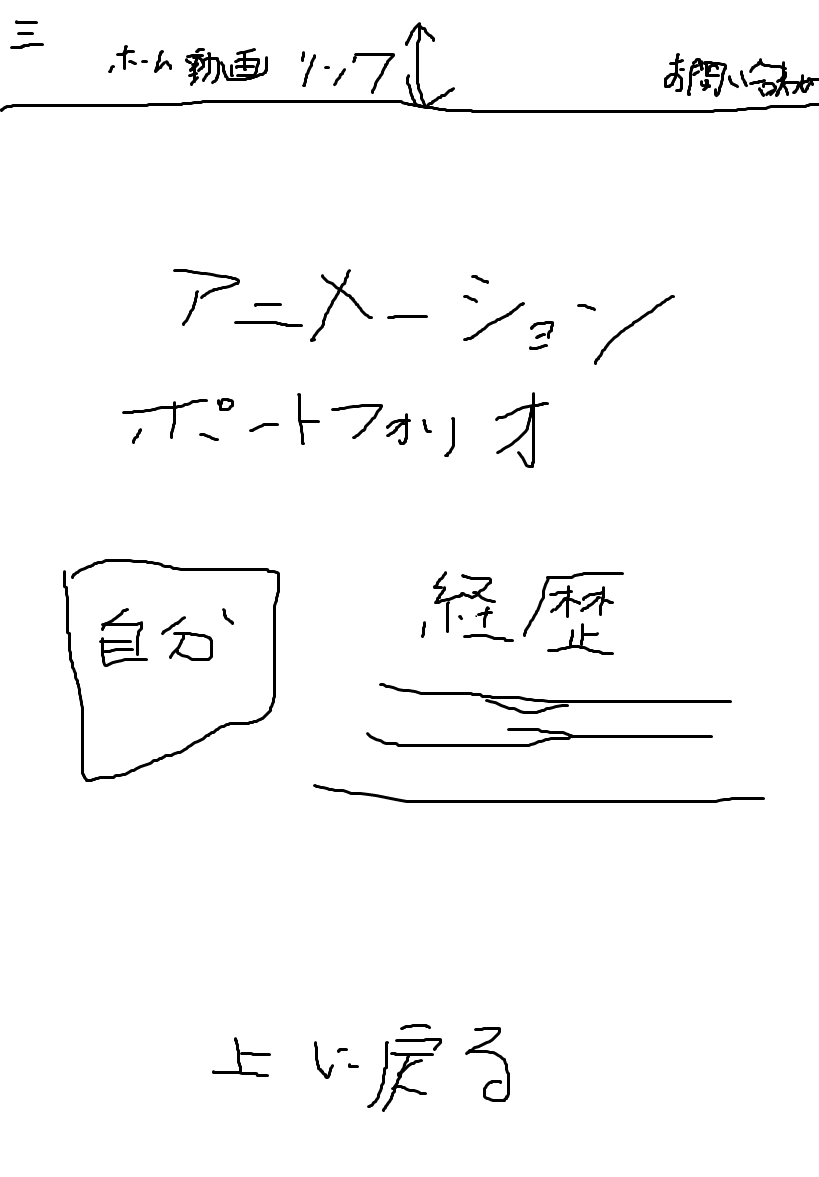 三 ホーム 動画 リンク お問い合わせ
アニメーション
ポートフォリオ
自分 経歴
上に戻る